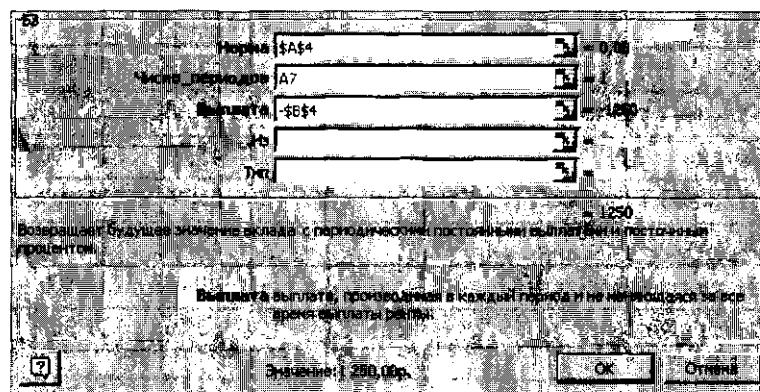 БЗ
Норма $A$4 = 0,08
Число_периодов A7 = 1
Выплата -$B$4 = -1250
Нз =
Тип =
= 1250
Возвращает будущее значение вклада с периодическими постоянными выплатами и постоянным
процентом.
Выплата выплата, производимая в каждый период и не меняющаяся за все
время выплаты ренты.
Значение: 1 250,00р.
OK Отмена